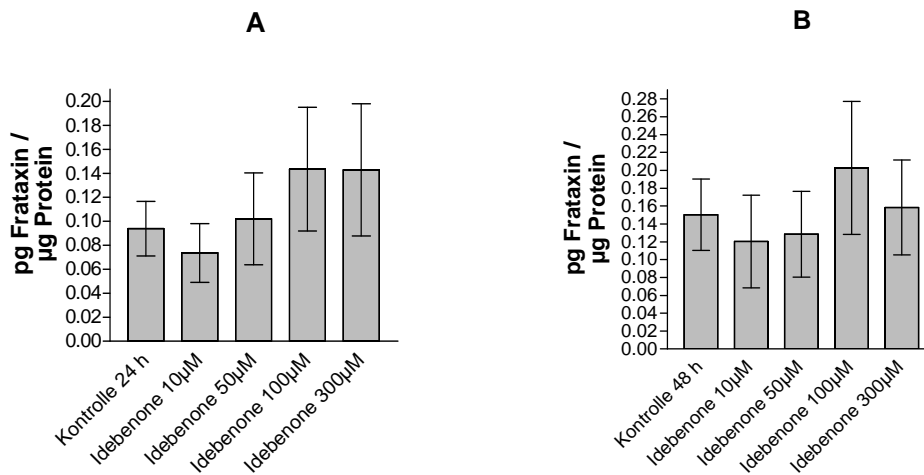 A
pg Frataxin /
µg Protein
0.20
0.18
0.16
0.14
0.12
0.10
0.08
0.06
0.04
0.02
0.00
Kontrolle 24 h
Idebenone 10µM
Idebenone 50µM
Idebenone 100µM
Idebenone 300µM
B
pg Frataxin /
µg Protein
0.28
0.26
0.24
0.22
0.20
0.18
0.16
0.14
0.12
0.10
0.08
0.06
0.04
0.02
0.00
Kontrolle 48 h
Idebenone 10µM
Idebenone 50µM
Idebenone 100µM
Idebenone 300µM